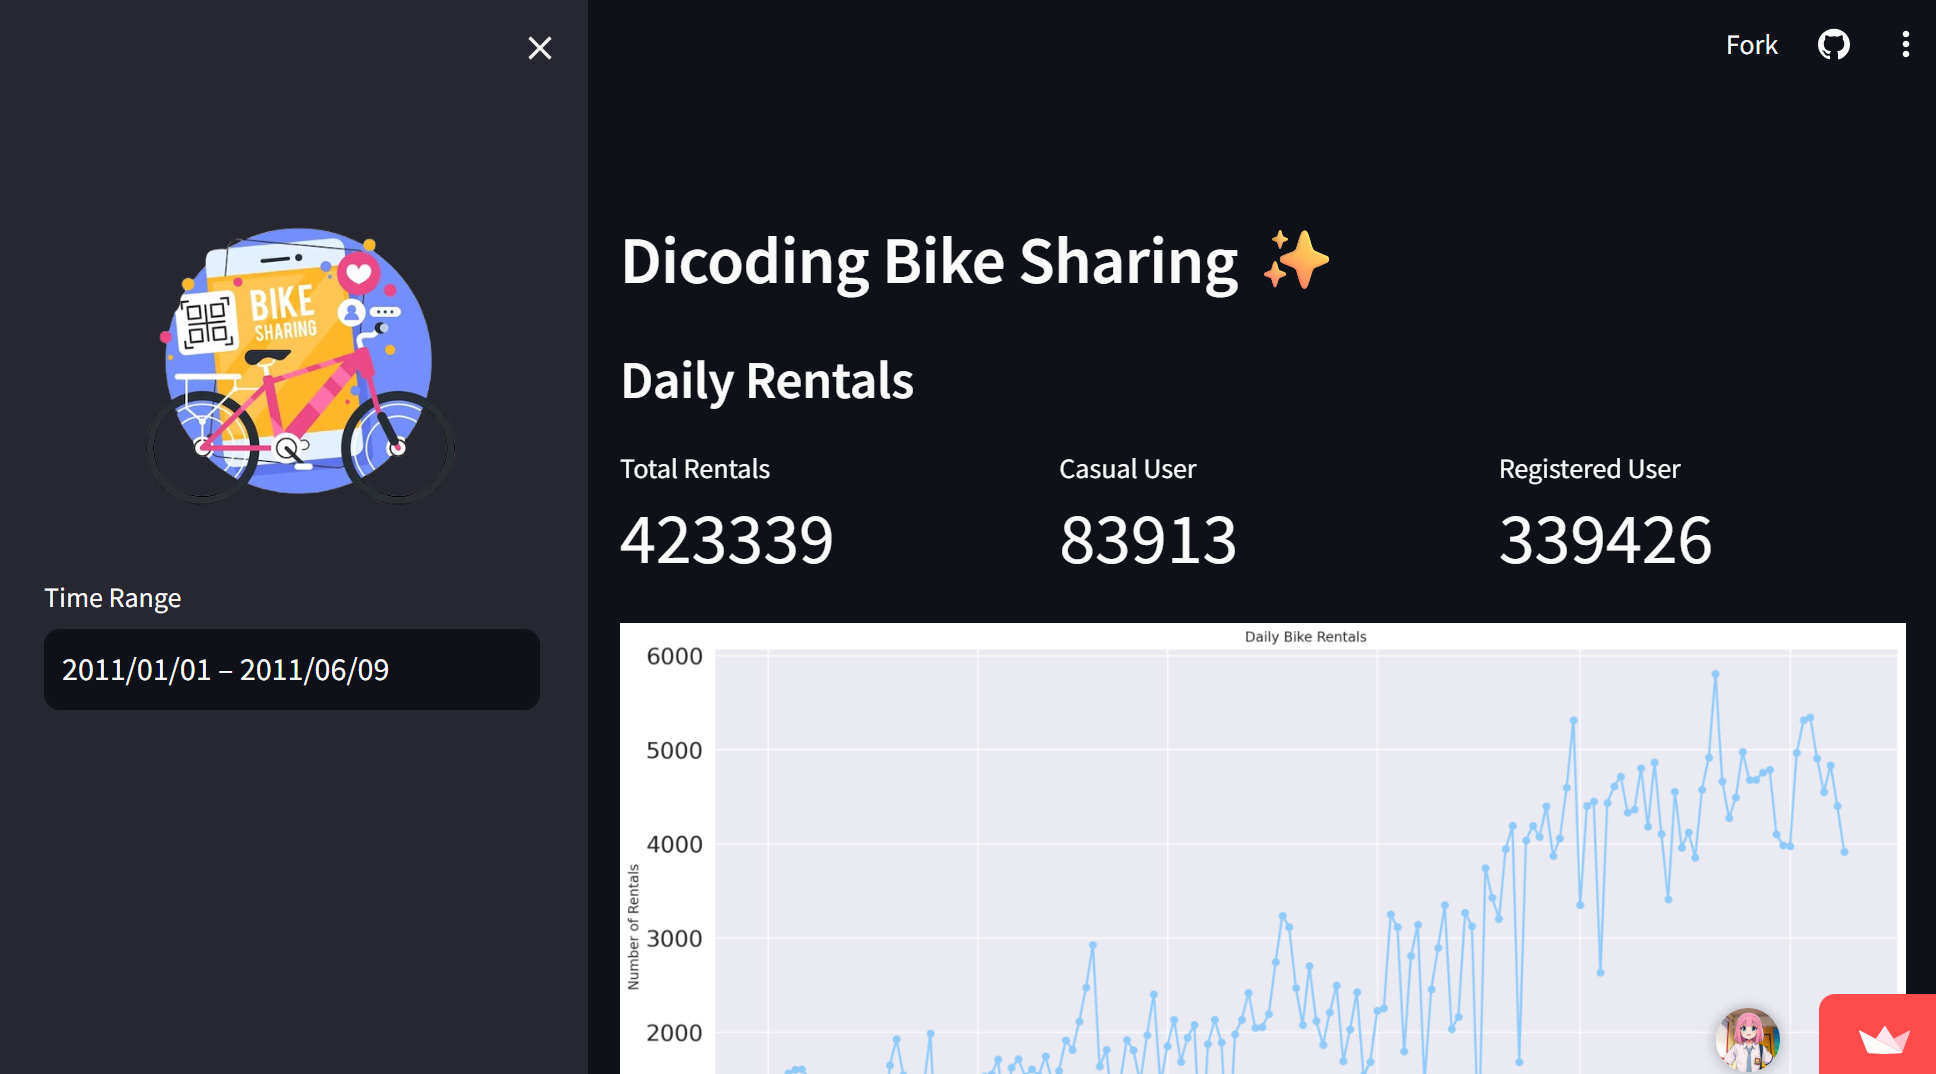 Fork
BIKE
SHARING
Time Range
2011/01/01 – 2011/06/09
Dicoding Bike Sharing ✨
Daily Rentals
Total Rentals
423339
Casual User
83913
Registered User
339426
Daily Bike Rentals
Number of Rentals
6000
5000
4000
3000
2000